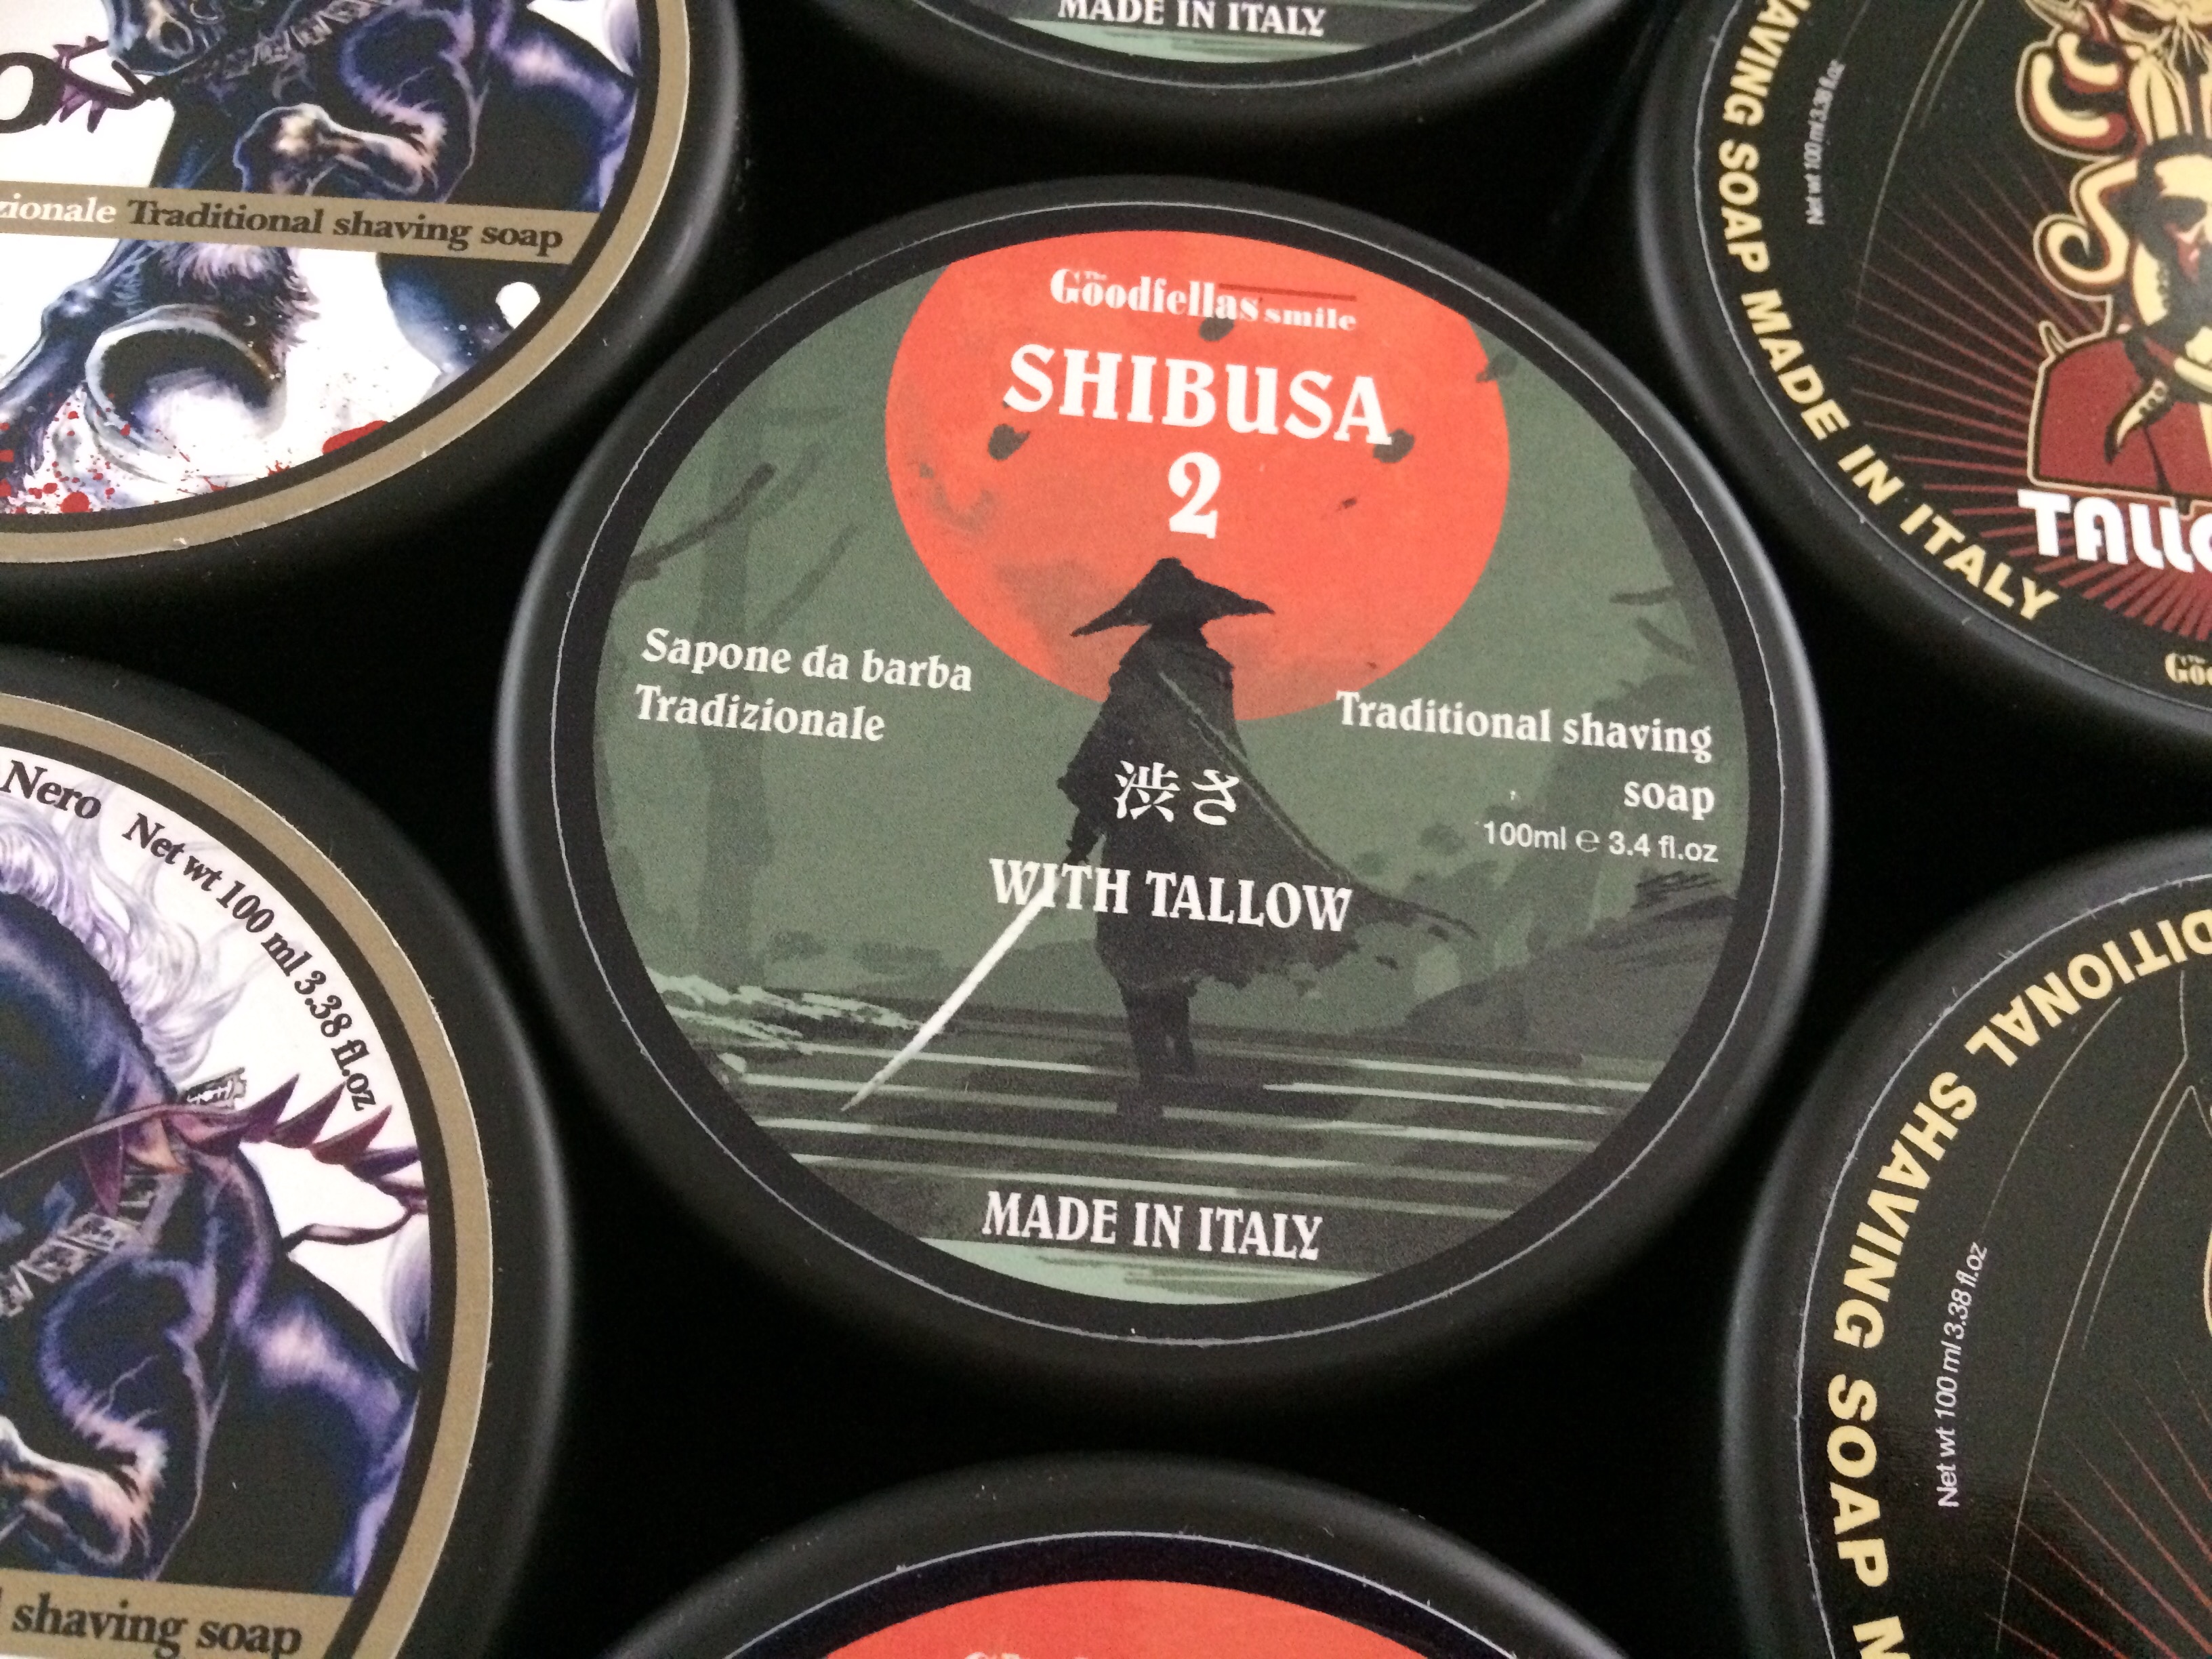 MADE IN ITALY
Traditional shaving soap
SHAVING SOAP MADE IN ITALY
Net wt 100 ml 3.38 fl.oz
The
Goodfellas smile
SHIBUSA
2
Sapone da barba
Tradizionale
Traditional shaving
soap
100ml ℮ 3.4 fl.oz
渋さ
WITH TALLOW
MADE IN ITALY
Nero Net wt 100 ml 3.38 fl.oz
shaving soap
SHAVING SOAP
Net wt 100 ml 3.38 fl.oz